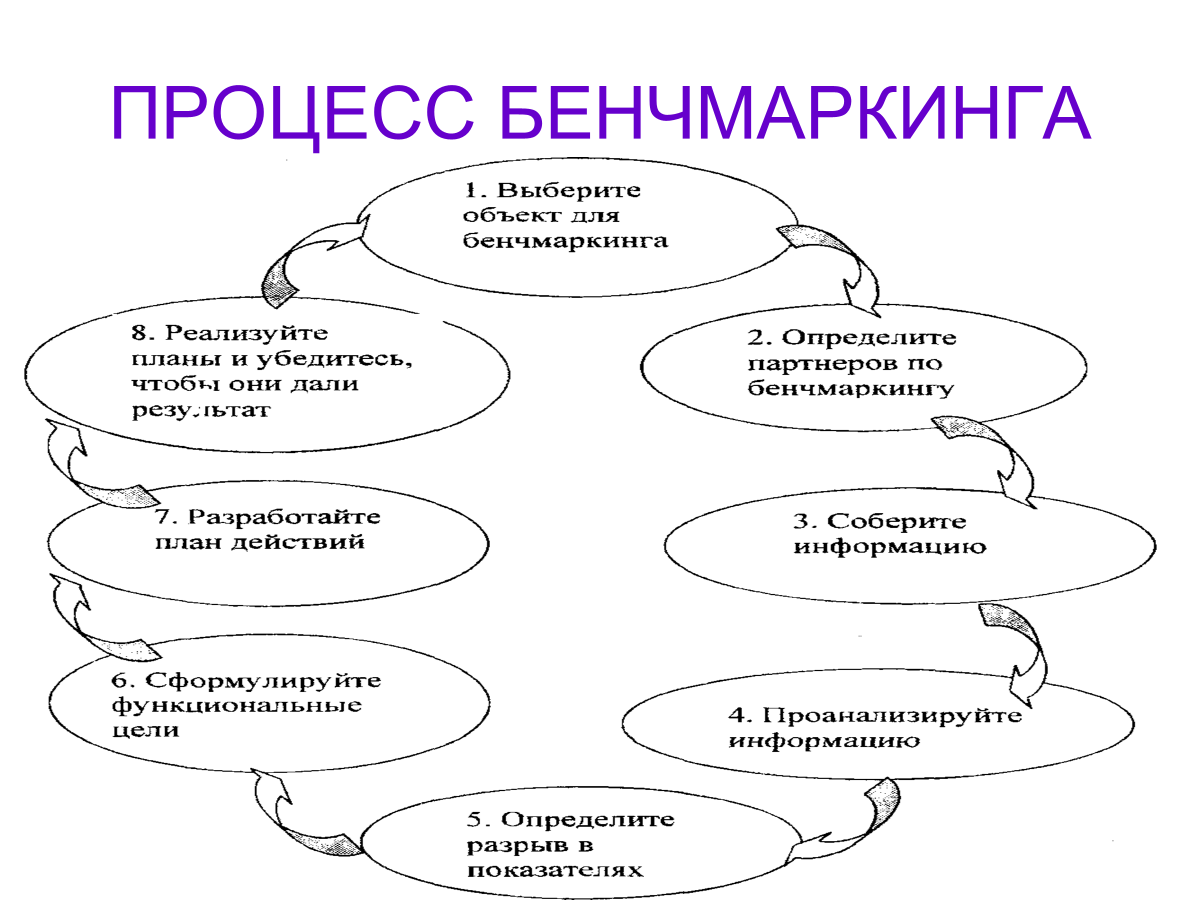 ПРОЦЕСС БЕНЧМАРКИНГА
1. Выберите
объект для
бенчмаркинга
2. Определите
партнеров по
бенчмаркингу
3. Соберите
информацию
4. Проанализируйте
информацию
5. Определите
разрыв в
показателях
6. Сформулируйте
функциональные
цели
7. Разработайте
план действий
8. Реализуйте
планы и убедитесь,
чтобы они дали
результат